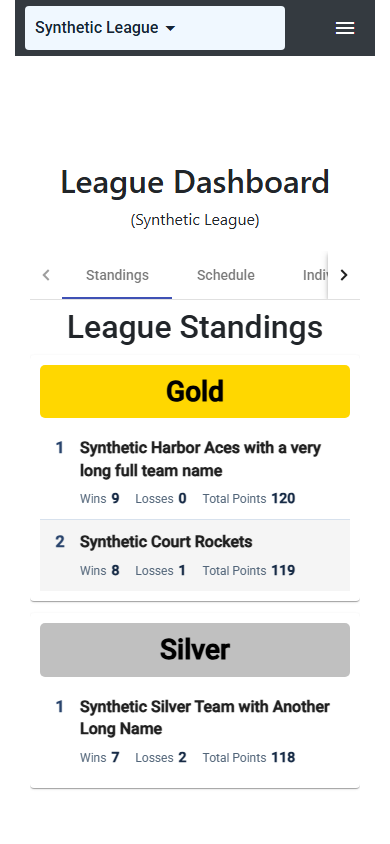 Synthetic League
League Dashboard
(Synthetic League)
Standings Schedule
League Standings
Gold
1 Synthetic Harbor Aces with a very
long full team name
Wins 9 Losses 0 Total Points 120
2 Synthetic Court Rockets
Wins 8 Losses 1 Total Points 119
Silver
1 Synthetic Silver Team with Another
Long Name
Wins 7 Losses 2 Total Points 118